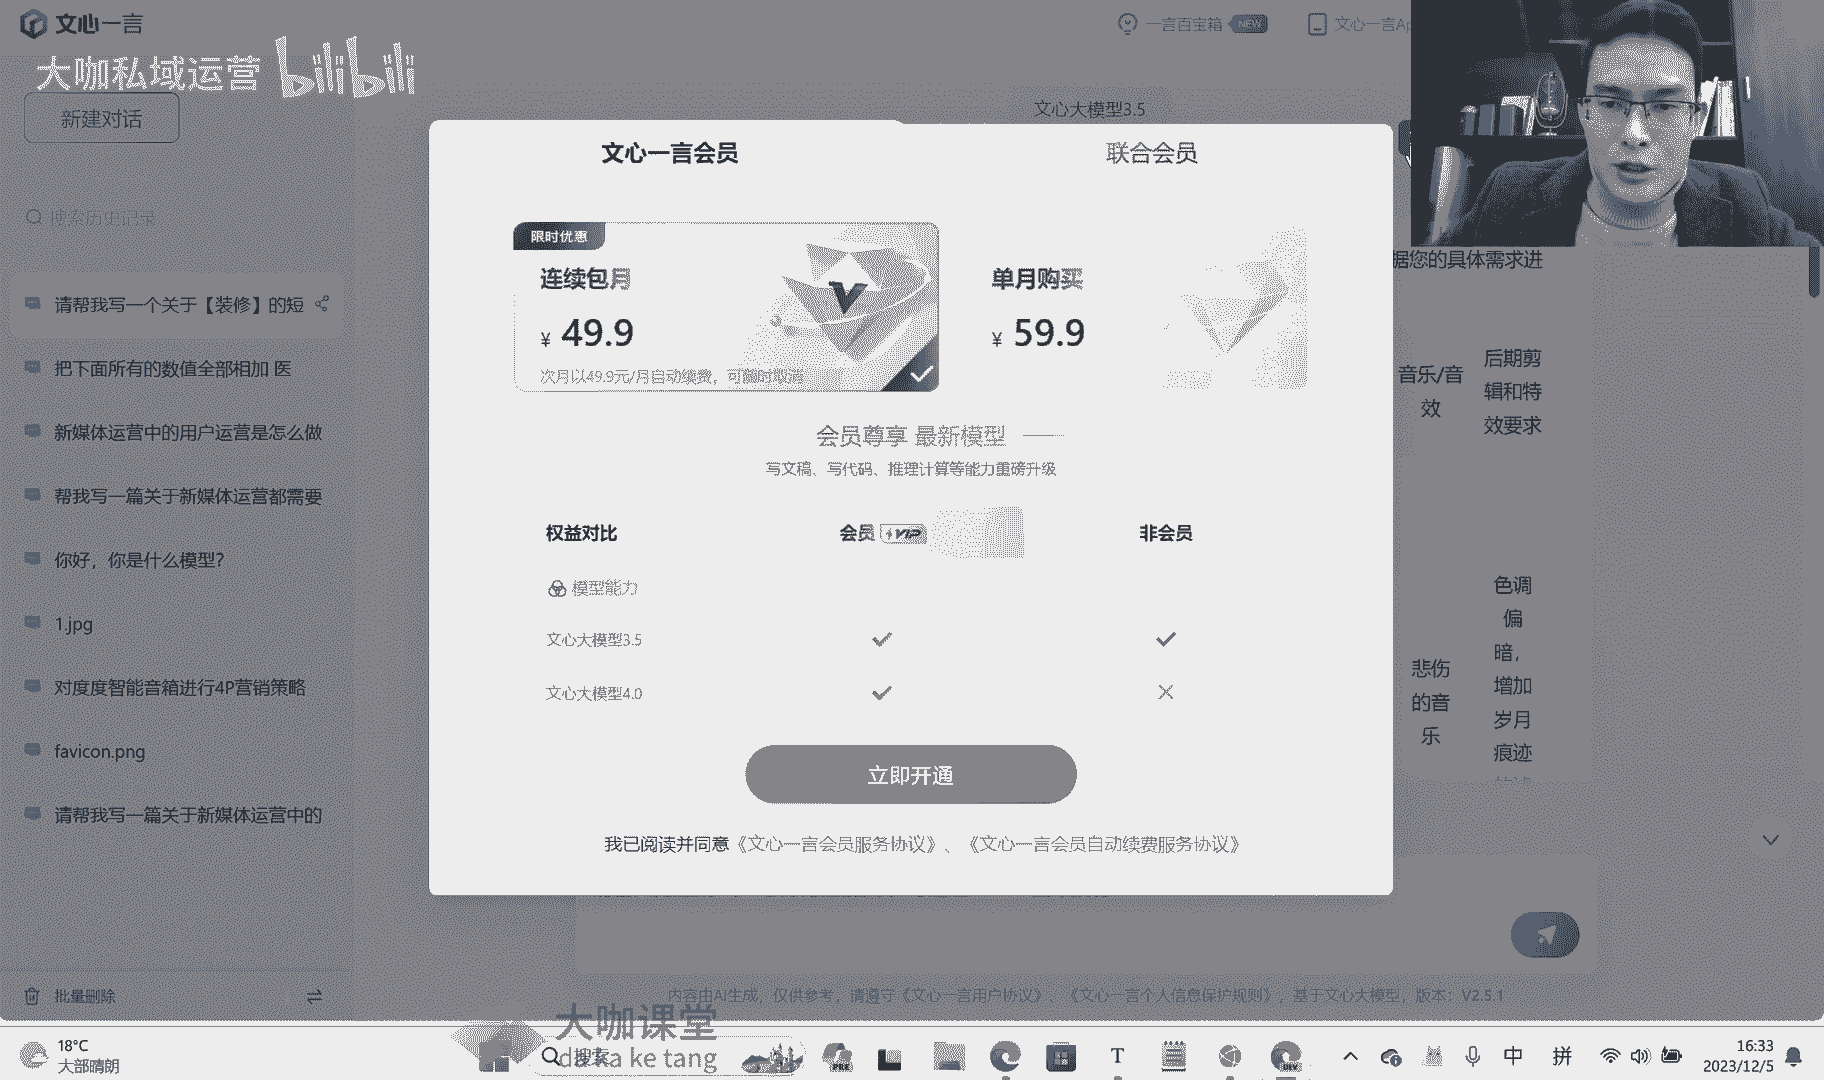 文心一言
一言百宝箱 NEW
文心一言Ap
大咖私域运营 bilibili
新建对话
文心大模型3.5
搜索历史记录
请帮我写一个关于【装修】的短
把下面所有的数值全部相加 医
新媒体运营中的用户运营是怎么做
帮我写一篇关于新媒体运营都需要
你好，你是什么模型？
1.jpg
对度度智能音箱进行4P营销策略
favicon.png
请帮我写一篇关于新媒体运营中的
批量删除
文心一言会员
联合会员
限时优惠
连续包月
¥ 49.9
次月以49.9元/月自动续费，可随时取消
单月购买
¥ 59.9
会员尊享 最新模型
写文稿、写代码、推理计算等能力重磅升级
权益对比 会员 VIP 非会员
模型能力
文心大模型3.5
文心大模型4.0
立即开通
我已阅读并同意《文心一言会员服务协议》、《文心一言会员自动续费服务协议》
据您的具体需求进
音乐/音
效
后期剪
辑和特
效要求
悲伤
的音
乐
色调
偏
暗，
增加
岁月
痕迹
内容由AI生成，仅供参考，请遵守《文心一言用户协议》、《文心一言个人信息保护规则》，基于文心大模型，版本：V2.5.1
大咖课堂
da ka ke tang
18°C
大部晴朗
搜索
PRE
T
DEV
中
拼
16:33
2023/12/5